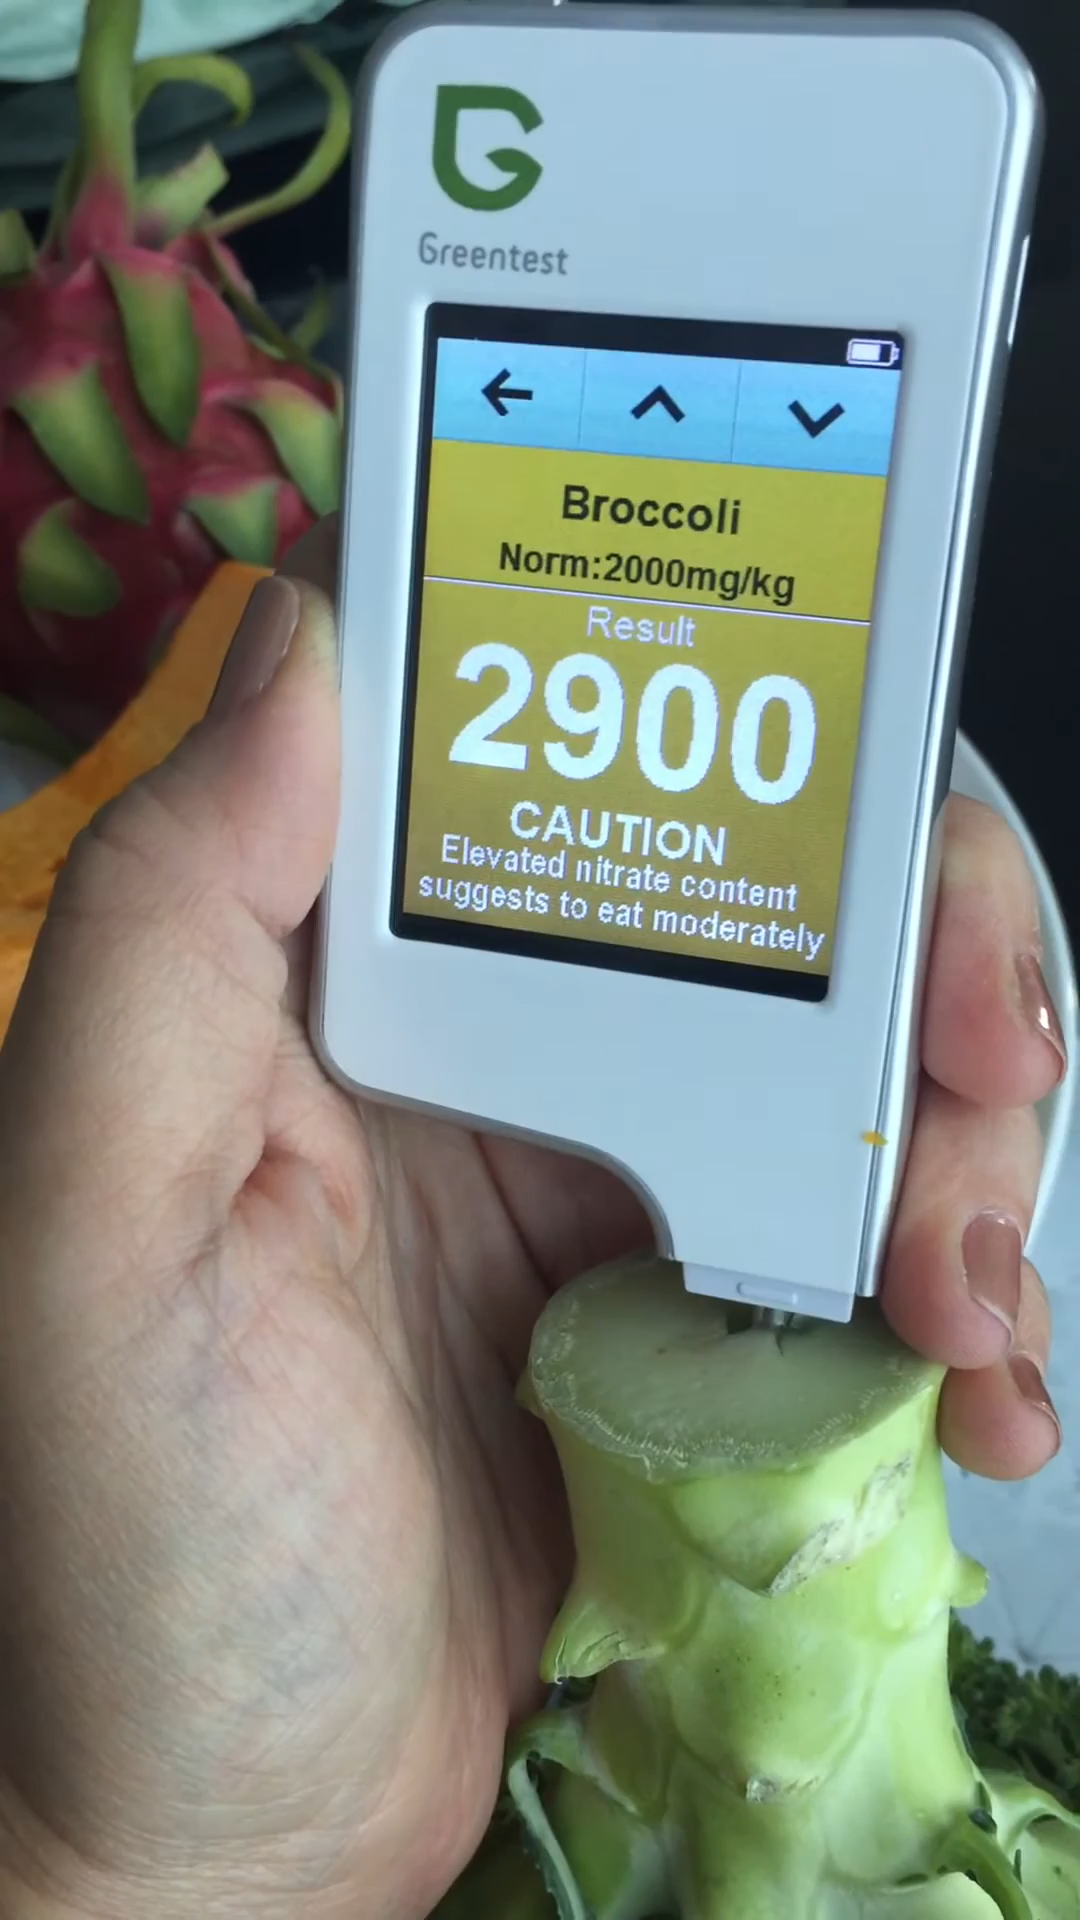 Greentest
Broccoli
Norm:2000mg/kg
Result
2900
CAUTION
Elevated nitrate content
suggests to eat moderately